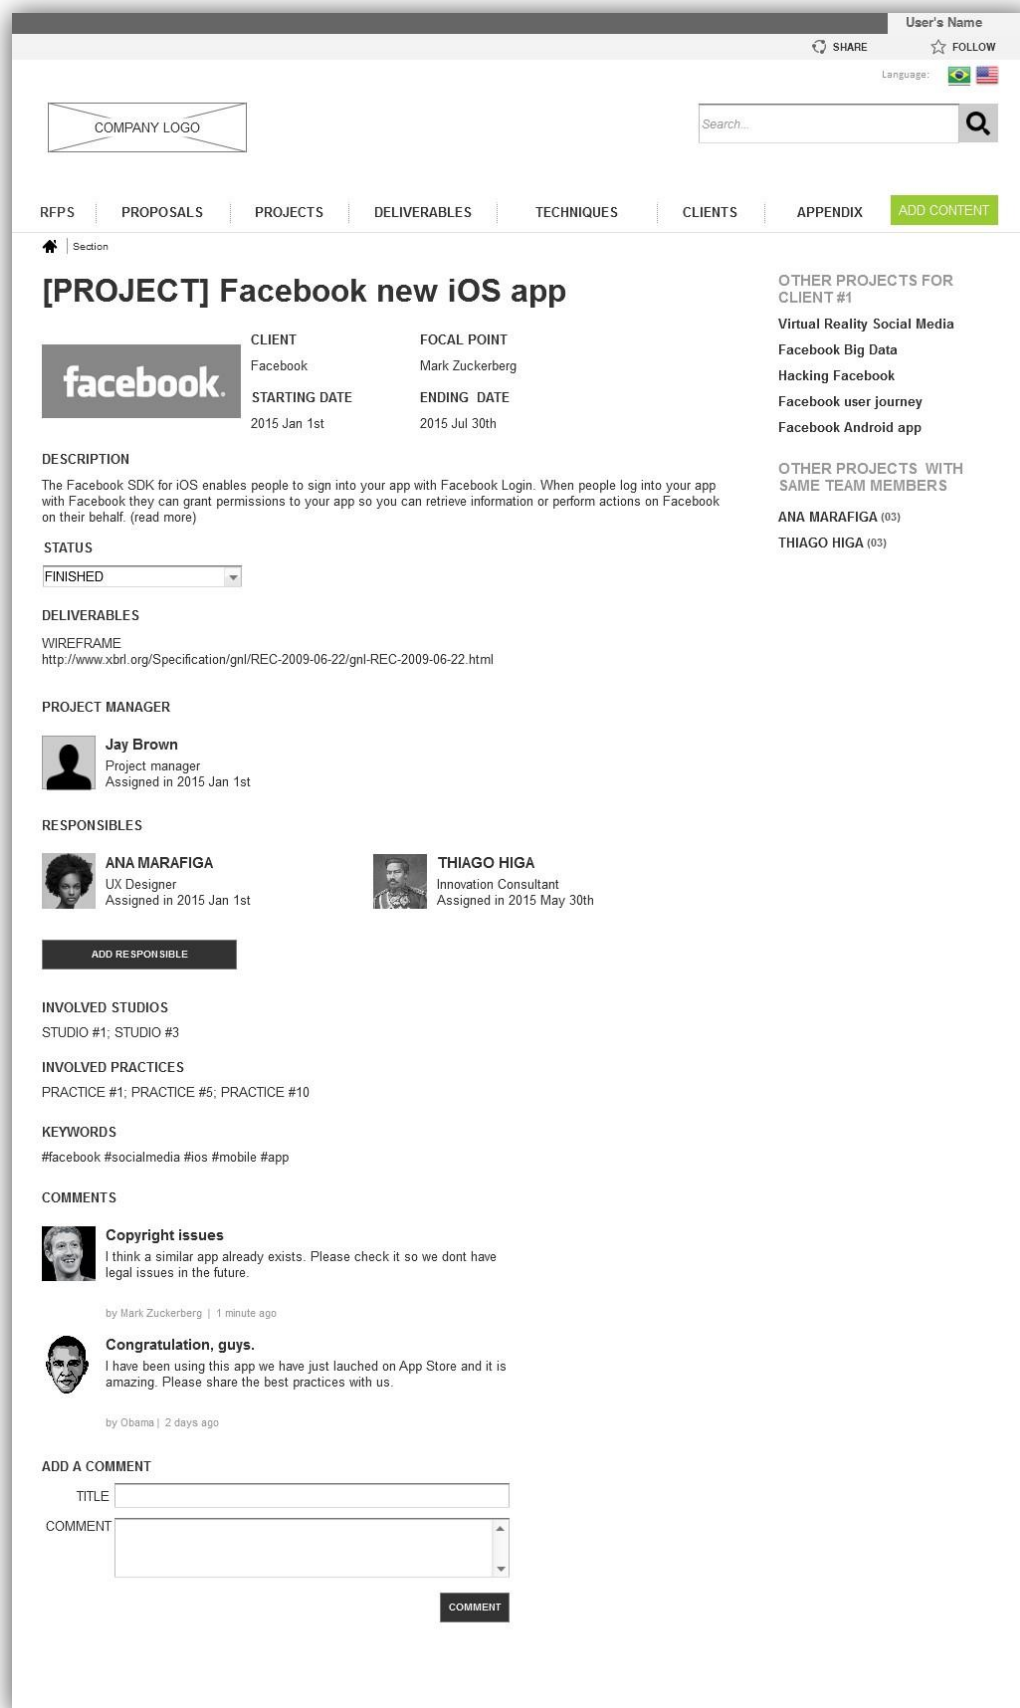 User's Name
SHARE
FOLLOW
Language:
COMPANY LOGO
Search...
RFPS
PROPOSALS
PROJECTS
DELIVERABLES
TECHNIQUES
CLIENTS
APPENDIX
ADD CONTENT
Section
[PROJECT] Facebook new iOS app
facebook.
CLIENT
FOCAL POINT
Facebook
Mark Zuckerberg
STARTING DATE
ENDING DATE
2015 Jan 1st
2015 Jul 30th
DESCRIPTION
The Facebook SDK for iOS enables people to sign into your app with Facebook Login. When people log into your app
with Facebook they can grant permissions to your app so you can retrieve information or perform actions on Facebook
on their behalf. (read more)
STATUS
FINISHED
DELIVERABLES
WIREFRAME
http://www.xbrl.org/Specification/gnl/REC-2009-06-22/gnl-REC-2009-06-22.html
PROJECT MANAGER
Jay Brown
Project manager
Assigned in 2015 Jan 1st
RESPONSIBLES
ANA MARAFIGA
UX Designer
Assigned in 2015 Jan 1st
THIAGO HIGA
Innovation Consultant
Assigned in 2015 May 30th
ADD RESPONSIBLE
INVOLVED STUDIOS
STUDIO #1; STUDIO #3
INVOLVED PRACTICES
PRACTICE #1; PRACTICE #5; PRACTICE #10
KEYWORDS
#facebook #socialmedia #ios #mobile #app
COMMENTS
Copyright issues
I think a similar app already exists. Please check it so we dont have
legal issues in the future.
by Mark Zuckerberg | 1 minute ago
Congratulation, guys.
I have been using this app we have just lauched on App Store and it is
amazing. Please share the best practices with us.
by Obama | 2 days ago
ADD A COMMENT
TITLE
COMMENT
COMMENT
OTHER PROJECTS FOR
CLIENT #1
Virtual Reality Social Media
Facebook Big Data
Hacking Facebook
Facebook user journey
Facebook Android app
OTHER PROJECTS WITH
SAME TEAM MEMBERS
ANA MARAFIGA (03)
THIAGO HIGA (03)